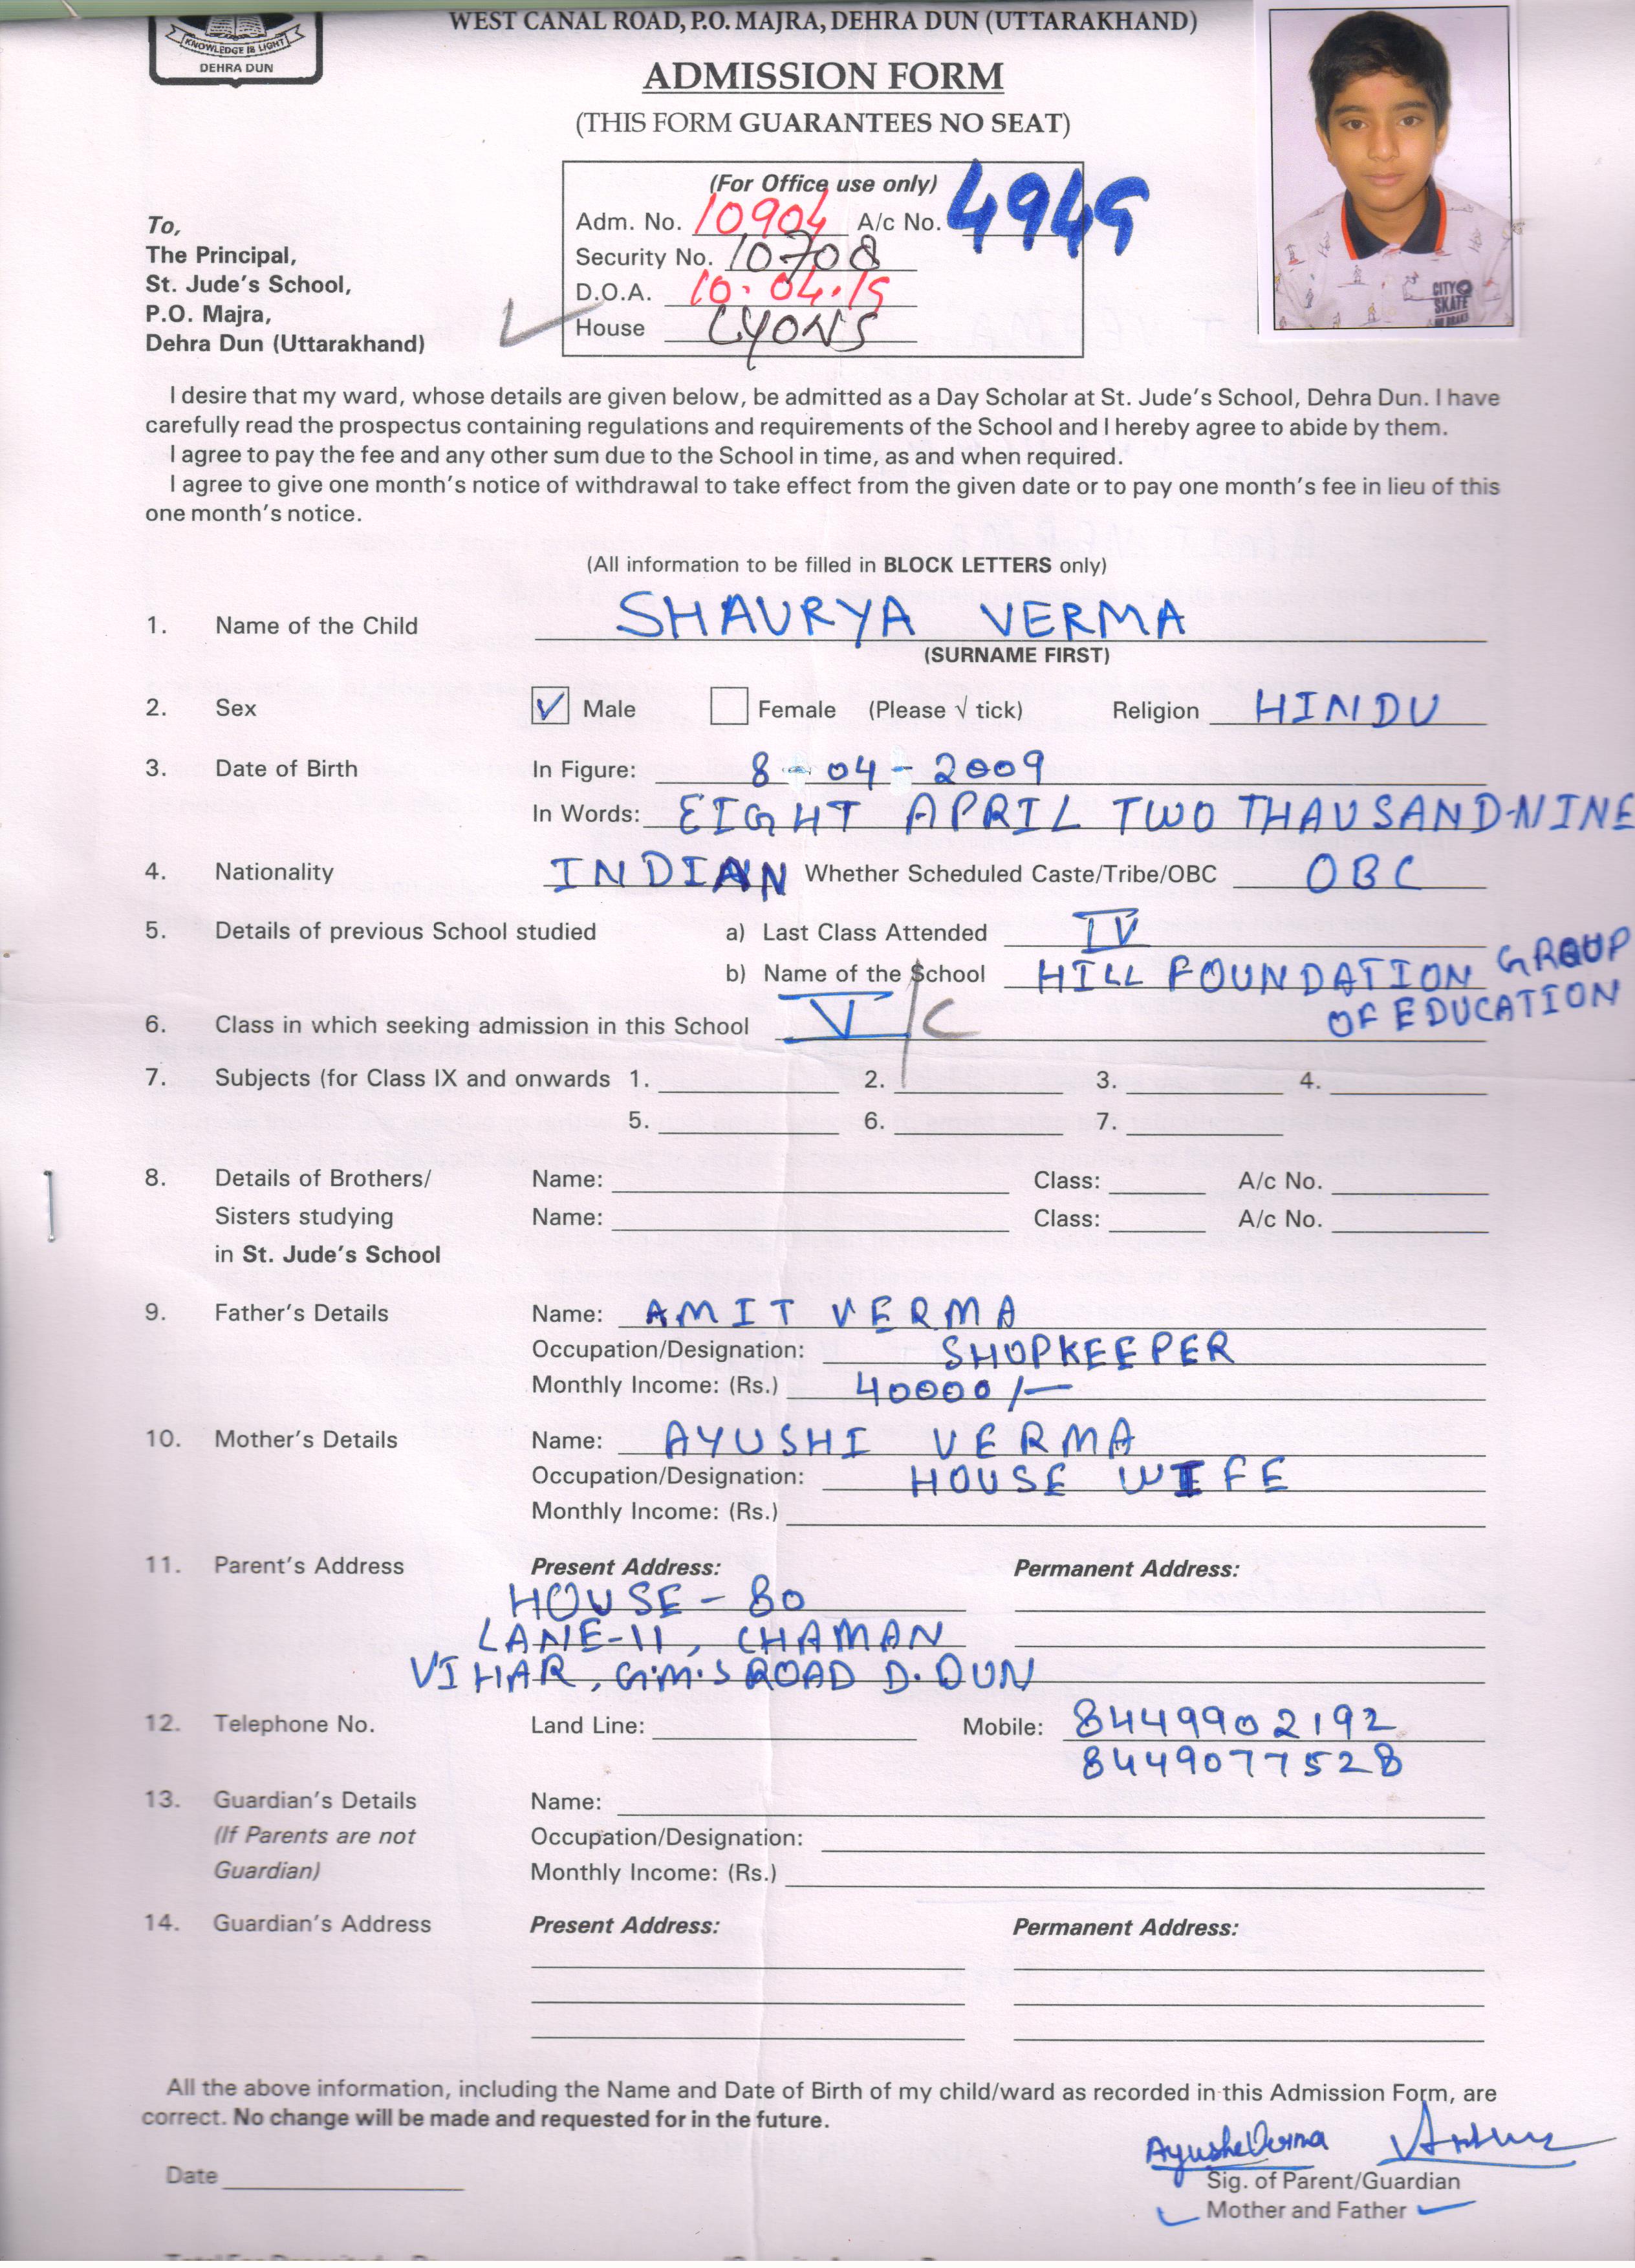 WEST CANAL ROAD, P.O. MAJRA, DEHRA DUN (UTTARAKHAND)
KNOWLEDGE IS LIGHT
DEHRA DUN
ADMISSION FORM
(THIS FORM GUARANTEES NO SEAT)
(For Office use only)
Adm. No. 10904 A/c No. 4949
Security No. 10708
D.O.A. 10.04.19
House LYONS
CITY
SKATE
To,
The Principal,
St. Jude's School,
P.O. Majra,
Dehra Dun (Uttarakhand)
I desire that my ward, whose details are given below, be admitted as a Day Scholar at St. Jude's School, Dehra Dun. I have
carefully read the prospectus containing regulations and requirements of the School and I hereby agree to abide by them.
I agree to pay the fee and any other sum due to the School in time, as and when required.
I agree to give one month's notice of withdrawal to take effect from the given date or to pay one month's fee in lieu of this
one month's notice.
(All information to be filled in BLOCK LETTERS only)
1. Name of the Child SHAURYA VERMA
(SURNAME FIRST)
2. Sex ✓ Male Female (Please √ tick) Religion HINDU
3. Date of Birth In Figure: 8-04-2009
In Words: EIGHT APRIL TWO THAUSAND-NINE
4. Nationality INDIAN Whether Scheduled Caste/Tribe/OBC OBC
5. Details of previous School studied a) Last Class Attended IV
b) Name of the School HILL FOUNDATION GROUP
OF EDUCATION
6. Class in which seeking admission in this School V/C
7. Subjects (for Class IX and onwards 1. 2. 3. 4.
5. 6. 7.
8. Details of Brothers/ Name: Class: A/c No.
Sisters studying Name: Class: A/c No.
in St. Jude's School
9. Father's Details Name: AMIT VERMA
Occupation/Designation: SHOPKEEPER
Monthly Income: (Rs.) 40000/-
10. Mother's Details Name: AYUSHI VERMA
Occupation/Designation: HOUSE WIFE
Monthly Income: (Rs.)
11. Parent's Address Present Address: Permanent Address:
HOUSE - 80
LANE-11, CHAMAN
VIHAR, G.M.S ROAD D.DUN
12. Telephone No. Land Line: Mobile: 8449902192
8449077528
13. Guardian's Details Name:
(If Parents are not Occupation/Designation:
Guardian) Monthly Income: (Rs.)
14. Guardian's Address Present Address: Permanent Address:
All the above information, including the Name and Date of Birth of my child/ward as recorded in this Admission Form, are
correct. No change will be made and requested for in the future.
Ayushi Verma
Date
Sig. of Parent/Guardian
Mother and Father